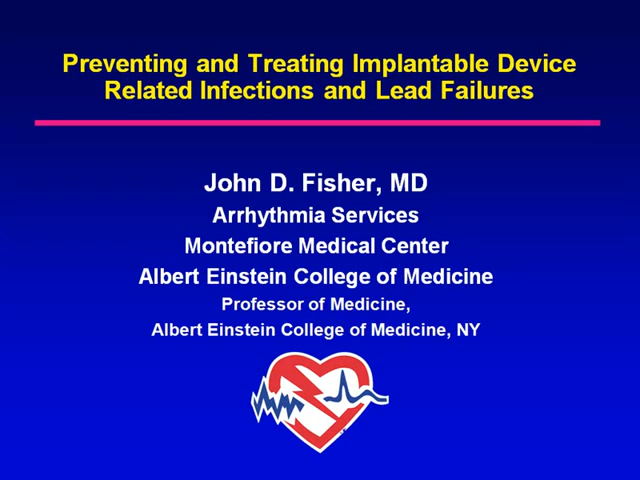 Preventing and Treating Implantable Device
Related Infections and Lead Failures
John D. Fisher, MD
Arrhythmia Services
Montefiore Medical Center
Albert Einstein College of Medicine
Professor of Medicine,
Albert Einstein College of Medicine, NY